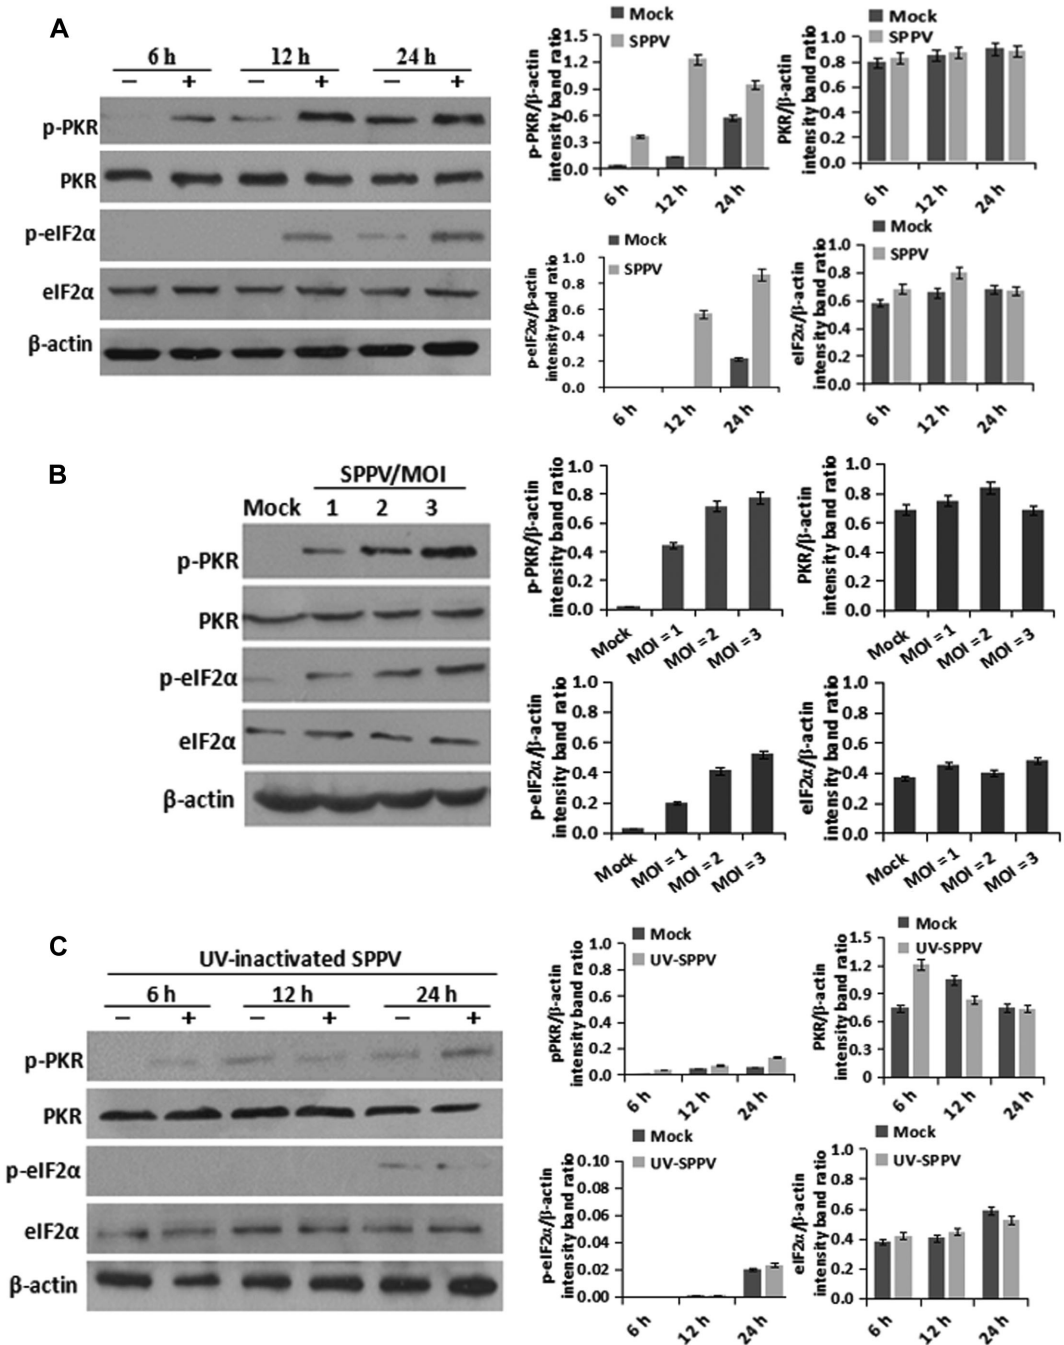 A
6 h 12 h 24 h
− + − + − +
p-PKR
PKR
p-eIF2α
eIF2α
β-actin
Mock
SPPV
p-PKR/β-actin
intensity band ratio
1.5
1.2
0.9
0.6
0.3
0.0
6 h 12 h 24 h
Mock
SPPV
PKR/β-actin
intensity band ratio
1.0
0.8
0.6
0.4
0.2
0.0
6 h 12 h 24 h
Mock
SPPV
p-eIF2α/β-actin
intensity band ratio
1.0
0.8
0.6
0.4
0.2
0.0
6 h 12 h 24 h
Mock
SPPV
eIF2α/β-actin
intensity band ratio
1.0
0.8
0.6
0.4
0.2
0.0
6 h 12 h 24 h
B
SPPV/MOI
Mock 1 2 3
p-PKR
PKR
p-eIF2α
eIF2α
β-actin
p-PKR/β-actin
intensity band ratio
1.0
0.8
0.6
0.4
0.2
0.0
Mock MOI = 1 MOI = 2 MOI = 3
PKR/β-actin
intensity band ratio
1.0
0.8
0.6
0.4
0.2
0.0
Mock MOI = 1 MOI = 2 MOI = 3
p-eIF2α/β-actin
intensity band ratio
1.0
0.8
0.6
0.4
0.2
0.0
Mock MOI = 1 MOI = 2 MOI = 3
eIF2α/β-actin
intensity band ratio
1.0
0.8
0.6
0.4
0.2
0.0
Mock MOI = 1 MOI = 2 MOI = 3
C
UV-inactivated SPPV
6 h 12 h 24 h
− + − + − +
p-PKR
PKR
p-eIF2α
eIF2α
β-actin
Mock
UV-SPPV
pPKR/β-actin
intensity band ratio
1.0
0.8
0.6
0.4
0.2
0.0
6 h 12 h 24 h
Mock
UV-SPPV
PKR/β-actin
intensity band ratio
1.5
1.2
0.9
0.6
0.3
0
6 h 12 h 24 h
Mock
UV-SPPV
p-eIF2α/β-actin
intensity band ratio
0.10
0.08
0.06
0.04
0.02
0.00
6 h 12 h 24 h
Mock
UV-SPPV
eIF2α/β-actin
intensity band ratio
1.0
0.8
0.6
0.4
0.2
0.0
6 h 12 h 24 h